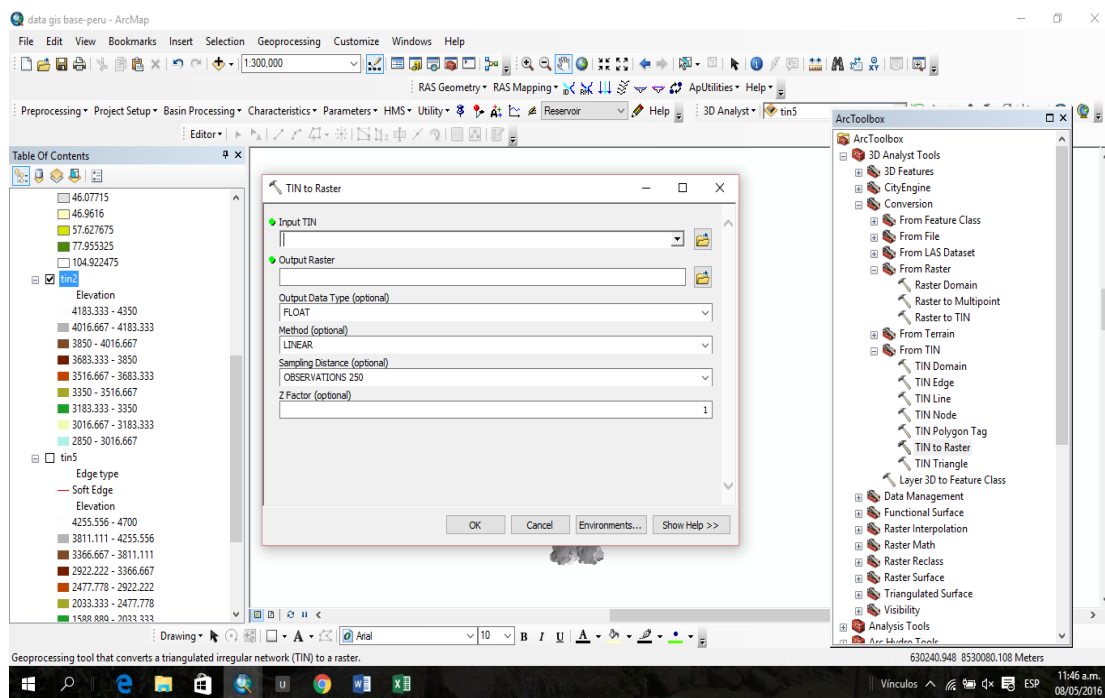 data gis base-peru - ArcMap
File Edit View Bookmarks Insert Selection Geoprocessing Customize Windows Help
1:300,000
RAS Geometry RAS Mapping ApUtilities Help
Preprocessing Project Setup Basin Processing Characteristics Parameters HMS Utility Reservoir Help 3D Analyst tin5
Editor
Table Of Contents
46.07715
46.9616
57.627675
77.955325
104.922475
tin2
Elevation
4183.333 - 4350
4016.667 - 4183.333
3850 - 4016.667
3683.333 - 3850
3516.667 - 3683.333
3350 - 3516.667
3183.333 - 3350
3016.667 - 3183.333
2850 - 3016.667
tin5
Edge type
Soft Edge
Elevation
4255.556 - 4700
3811.111 - 4255.556
3366.667 - 3811.111
2922.222 - 3366.667
2477.778 - 2922.222
2033.333 - 2477.778
1588.889 - 2033.333
TIN to Raster
Input TIN
Output Raster
Output Data Type (optional)
FLOAT
Method (optional)
LINEAR
Sampling Distance (optional)
OBSERVATIONS 250
Z Factor (optional)
1
OK Cancel Environments... Show Help >>
ArcToolbox
ArcToolbox
3D Analyst Tools
3D Features
CityEngine
Conversion
From Feature Class
From File
From LAS Dataset
From Raster
Raster Domain
Raster to Multipoint
Raster to TIN
From Terrain
From TIN
TIN Domain
TIN Edge
TIN Line
TIN Node
TIN Polygon Tag
TIN to Raster
TIN Triangle
Layer 3D to Feature Class
Data Management
Functional Surface
Raster Interpolation
Raster Math
Raster Reclass
Raster Surface
Triangulated Surface
Visibility
Analysis Tools
Arc Hydro Tools
Drawing A Arial 10 B I U A
Geoprocessing tool that converts a triangulated irregular network (TIN) to a raster.
630240.948 8530080.108 Meters
Vínculos ESP 11:46 a.m.
08/05/2016